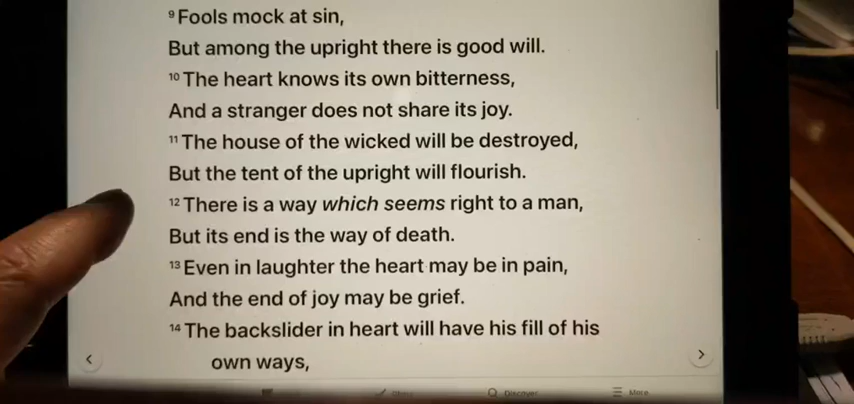 9 Fools mock at sin,
But among the upright there is good will.
10 The heart knows its own bitterness,
And a stranger does not share its joy.
11 The house of the wicked will be destroyed,
But the tent of the upright will flourish.
12 There is a way which seems right to a man,
But its end is the way of death.
13 Even in laughter the heart may be in pain,
And the end of joy may be grief.
14 The backslider in heart will have his fill of his
own ways,
Discover More